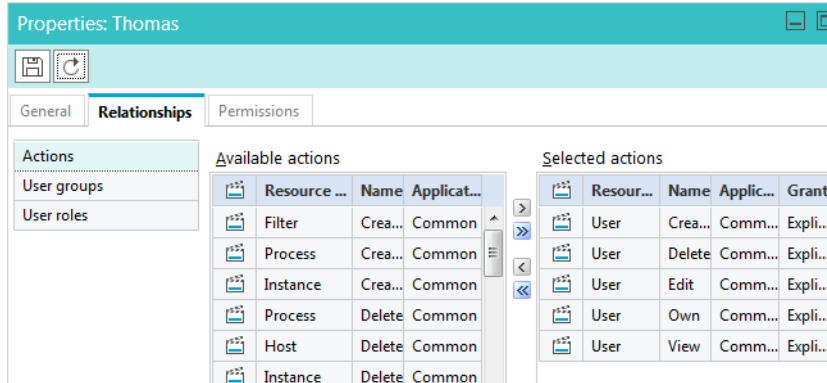 Properties: Thomas
General Relationships Permissions
Actions
User groups
User roles
Available actions
Resource ... Name Applicat...
Filter Crea... Common
Process Crea... Common
Instance Crea... Common
Process Delete Common
Host Delete Common
Instance Delete Common
Selected actions
Resour... Name Applic... Grant
User Crea... Comm... Expli...
User Delete Comm... Expli...
User Edit Comm... Expli...
User Own Comm... Expli...
User View Comm... Expli...